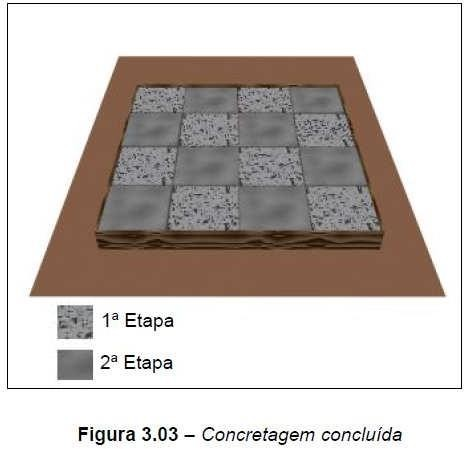 1ª Etapa
2ª Etapa
Figura 3.03 – Concretagem concluída